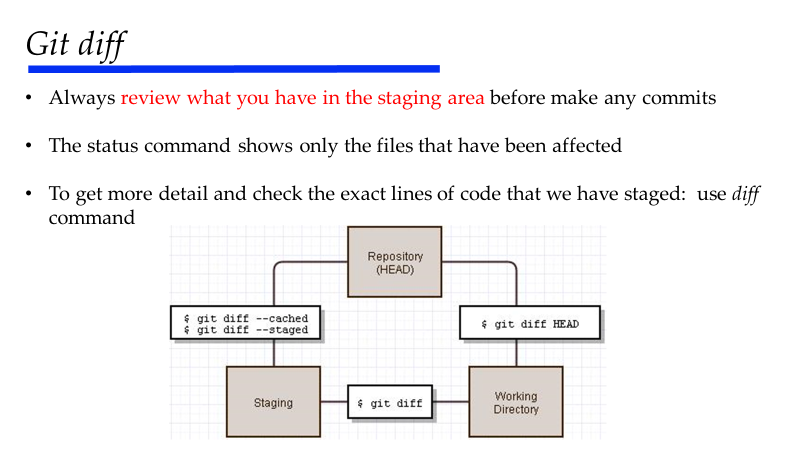 Git diff
• Always review what you have in the staging area before make any commits
• The status command shows only the files that have been affected
• To get more detail and check the exact lines of code that we have staged:  use diff
command
Repository
(HEAD)
$ git diff --cached
$ git diff --staged
$ git diff HEAD
Staging
$ git diff
Working
Directory